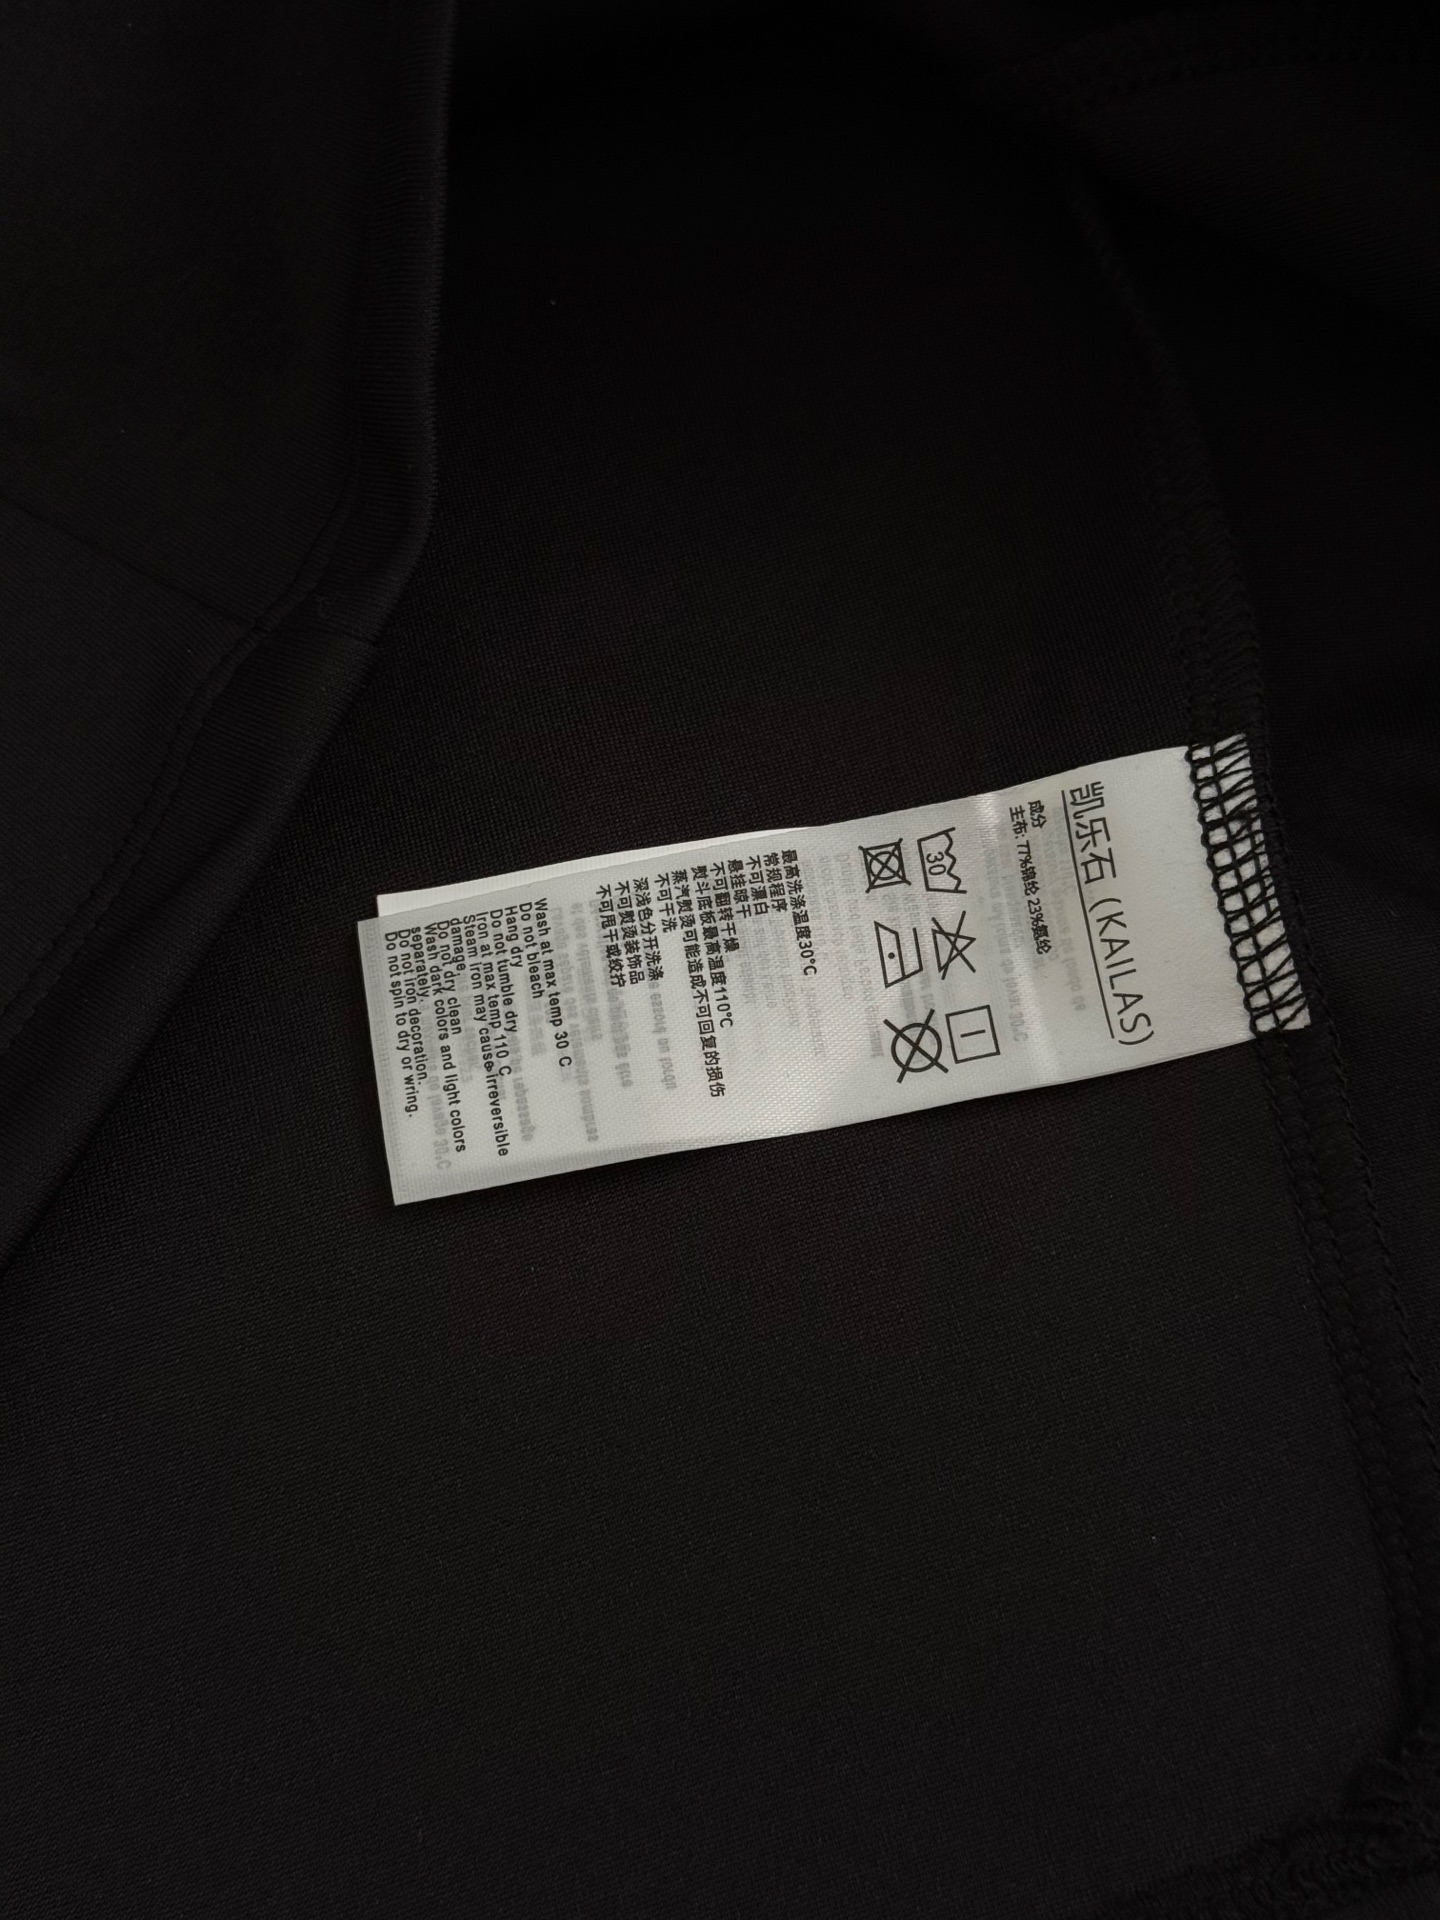 凯乐石 (KAILAS)
成分
主布: 77%锦纶 23%氨纶
30
最高洗涤温度30°C
常规程序
不可漂白
悬挂晾干
不可翻转干燥
熨斗底板最高温度110°C
蒸汽熨烫可能造成不可回复的损伤
不可干洗
深浅色分开洗涤
不可熨烫装饰品
不可甩干或绞拧
Wash at max temp 30 C
Do not bleach
Hang dry
Do not tumble dry
Iron at max temp 110 C
Steam iron may cause irreversible
damage,
Do not dry clean
Wash dark colors and light colors
separately.
Do not iron decoration.
Do not spin to dry or wring.